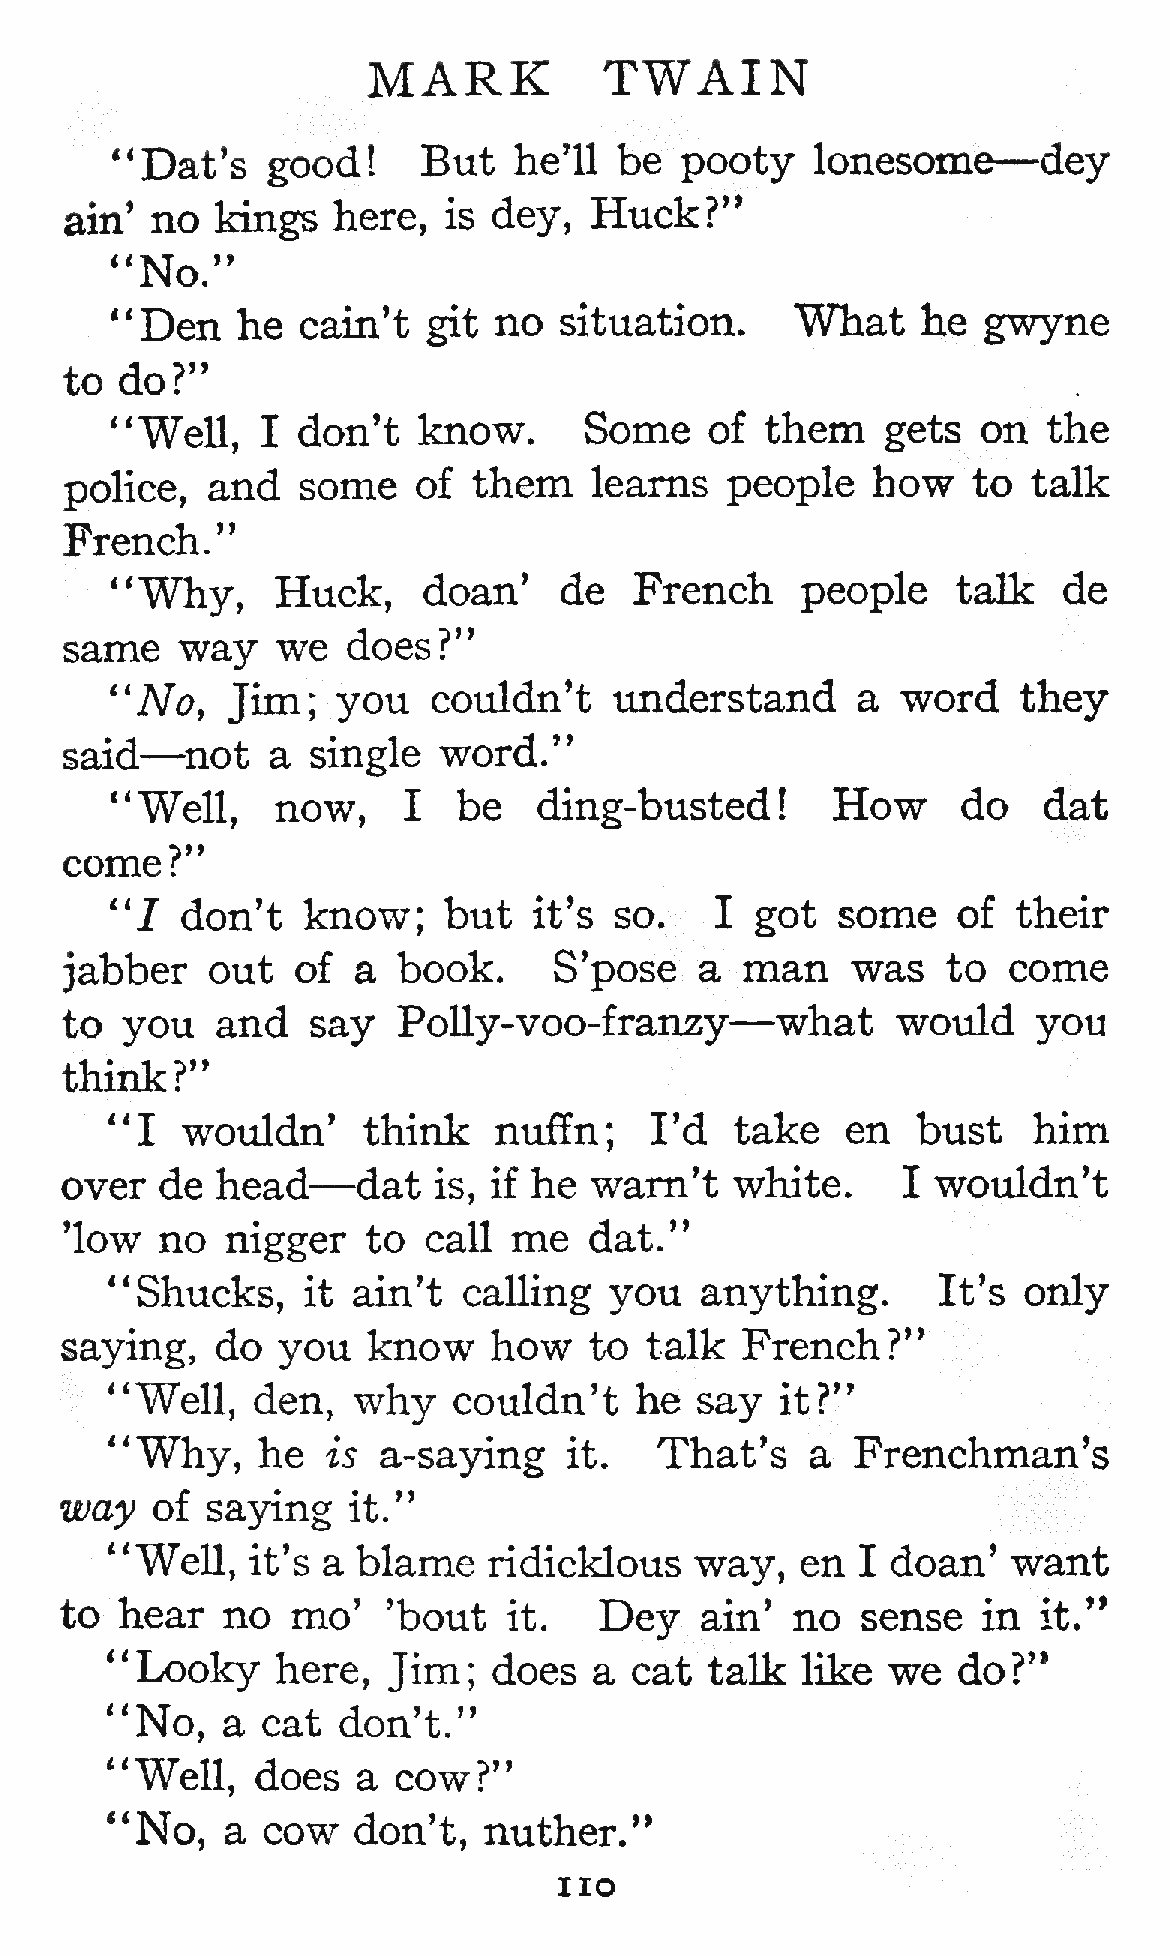 MARK TWAIN
"Dat's good! But he'll be pooty lonesome—dey
ain' no kings here, is dey, Huck?"
"No."
"Den he cain't git no situation. What he gwyne
to do?"
"Well, I don't know. Some of them gets on the
police, and some of them learns people how to talk
French."
"Why, Huck, doan' de French people talk de
same way we does?"
"No, Jim; you couldn't understand a word they
said—not a single word."
"Well, now, I be ding-busted! How do dat
come?"
"I don't know; but it's so. I got some of their
jabber out of a book. S'pose a man was to come
to you and say Polly-voo-franzy—what would you
think?"
"I wouldn' think nuffn; I'd take en bust him
over de head—dat is, if he warn't white. I wouldn't
'low no nigger to call me dat."
"Shucks, it ain't calling you anything. It's only
saying, do you know how to talk French?"
"Well, den, why couldn't he say it?"
"Why, he is a-saying it. That's a Frenchman's
way of saying it."
"Well, it's a blame ridicklous way, en I doan' want
to hear no mo' 'bout it. Dey ain' no sense in it."
"Looky here, Jim; does a cat talk like we do?"
"No, a cat don't."
"Well, does a cow?"
"No, a cow don't, nuther."
110